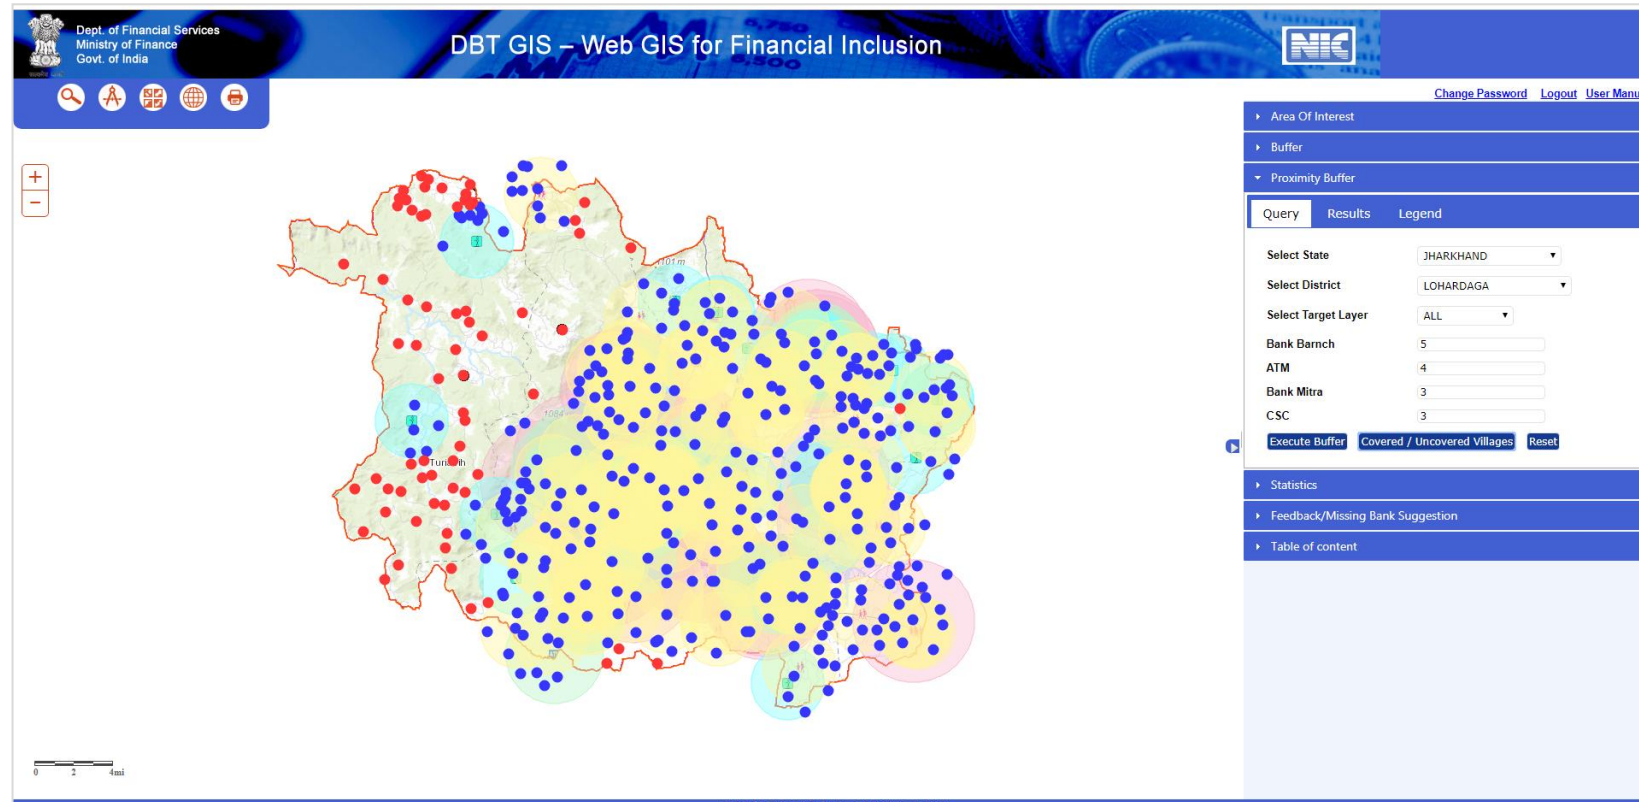 Dept. of Financial Services
Ministry of Finance
Govt. of India
DBT GIS – Web GIS for Financial Inclusion
NIC
Change Password Logout User Manu
Area Of Interest
Buffer
Proximity Buffer
Query Results Legend
Select State JHARKHAND
Select District LOHARDAGA
Select Target Layer ALL
Bank Barnch 5
ATM 4
Bank Mitra 3
CSC 3
Execute Buffer Covered / Uncovered Villages Reset
Statistics
Feedback/Missing Bank Suggestion
Table of content
+
−
1101 m
1084
0 2 4mi